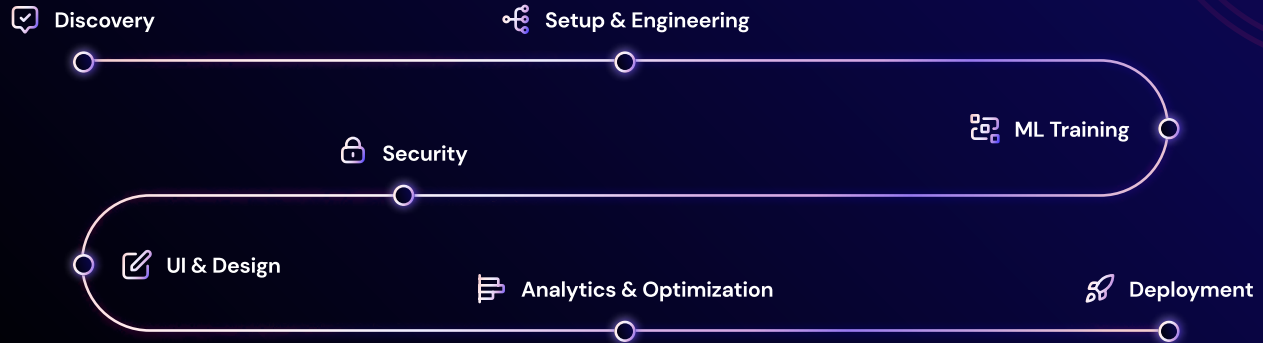 Discovery
Setup & Engineering
ML Training
Security
UI & Design
Analytics & Optimization
Deployment